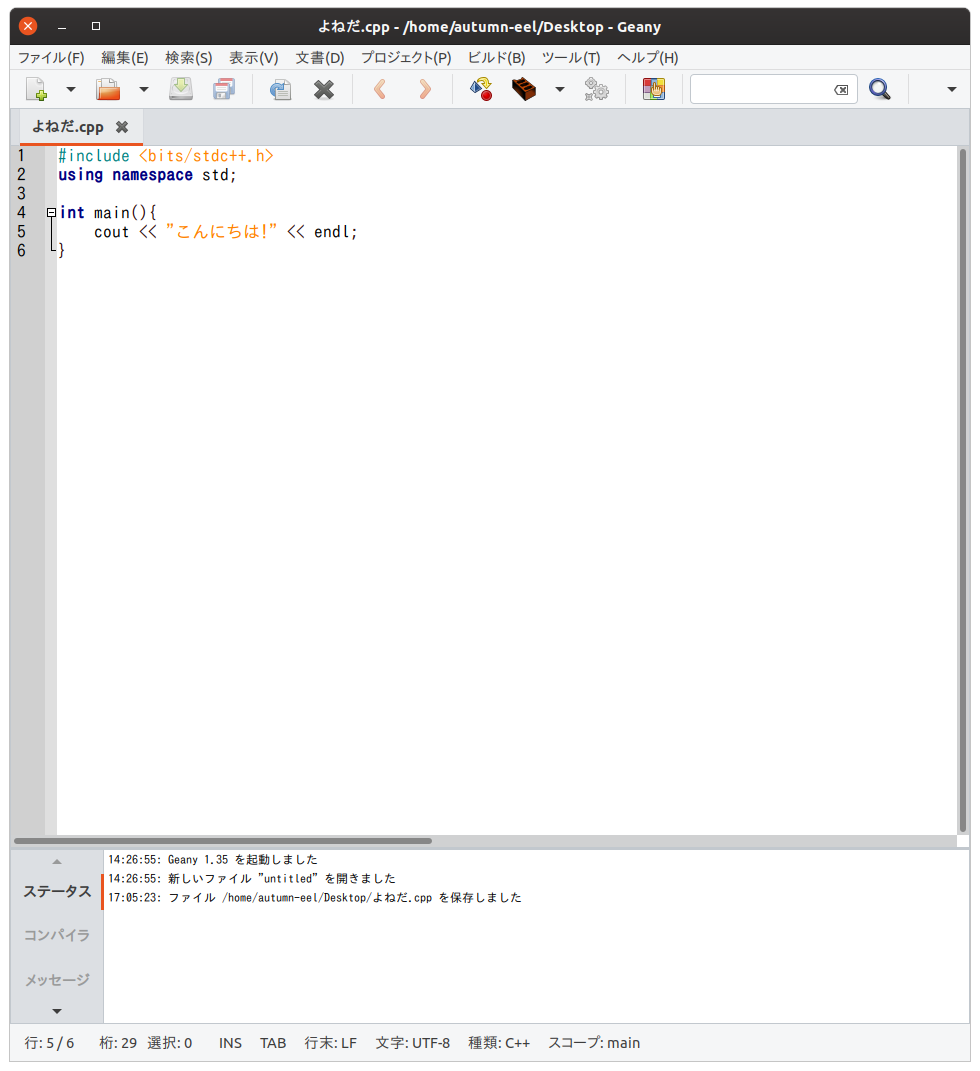 よねだ.cpp - /home/autumn-eel/Desktop - Geany
ファイル(F) 編集(E) 検索(S) 表示(V) 文書(D) プロジェクト(P) ビルド(B) ツール(T) ヘルプ(H)
よねだ.cpp
1 #include <bits/stdc++.h>
2 using namespace std;
3
4 int main(){
5     cout << "こんにちは!" << endl;
6 }
14:26:55: Geany 1.35 を起動しました
14:26:55: 新しいファイル "untitled" を開きました
17:05:23: ファイル /home/autumn-eel/Desktop/よねだ.cpp を保存しました
ステータス
コンパイラ
メッセージ
行: 5 / 6 桁: 29 選択: 0 INS TAB 行末: LF 文字: UTF-8 種類: C++ スコープ: main